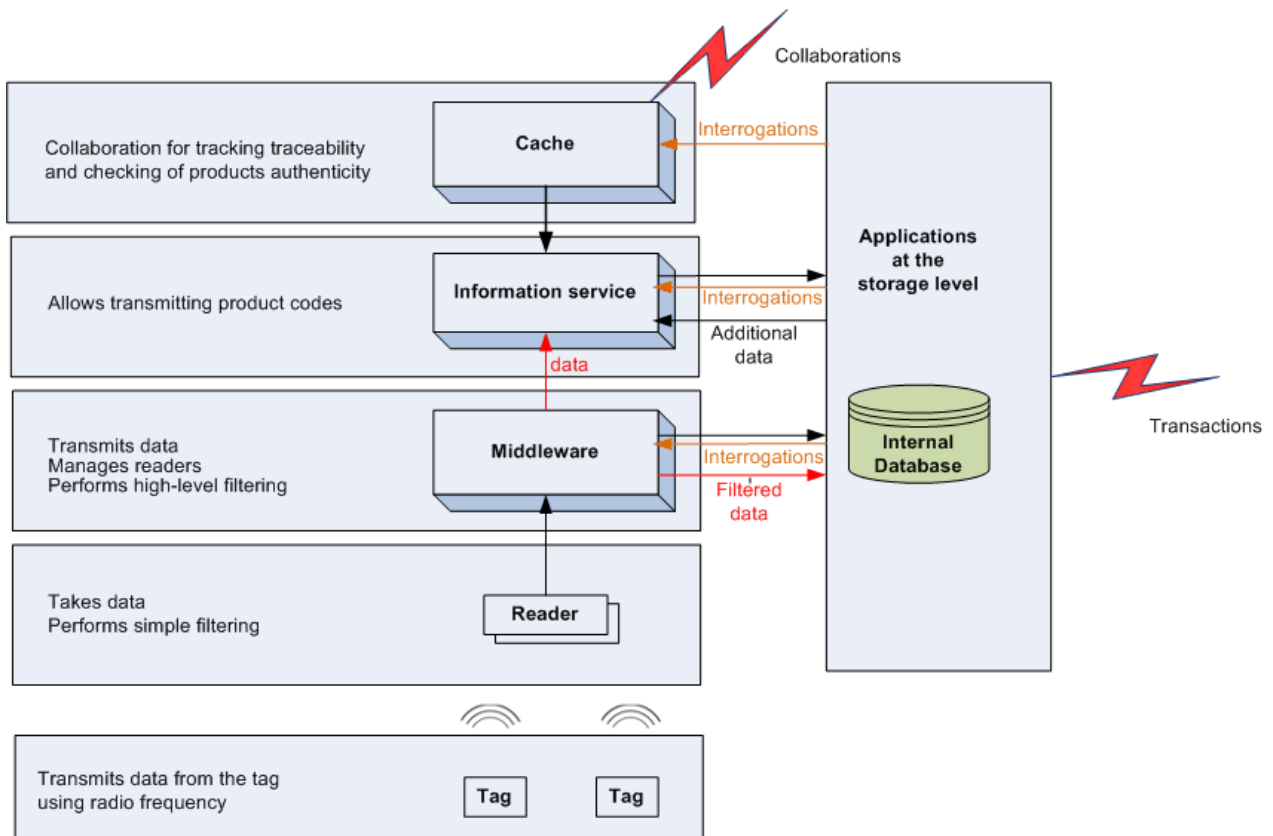 Collaborations
Cache
Interrogations
Collaboration for tracking traceability
and checking of products authenticity
Applications
at the
storage level
Information service
Allows transmitting product codes
Interrogations
Additional
data
data
Transactions
Transmits data
Manages readers
Performs high-level filtering
Middleware
Interrogations
Filtered
data
Internal
Database
Takes data
Performs simple filtering
Reader
Transmits data from the tag
using radio frequency
Tag
Tag